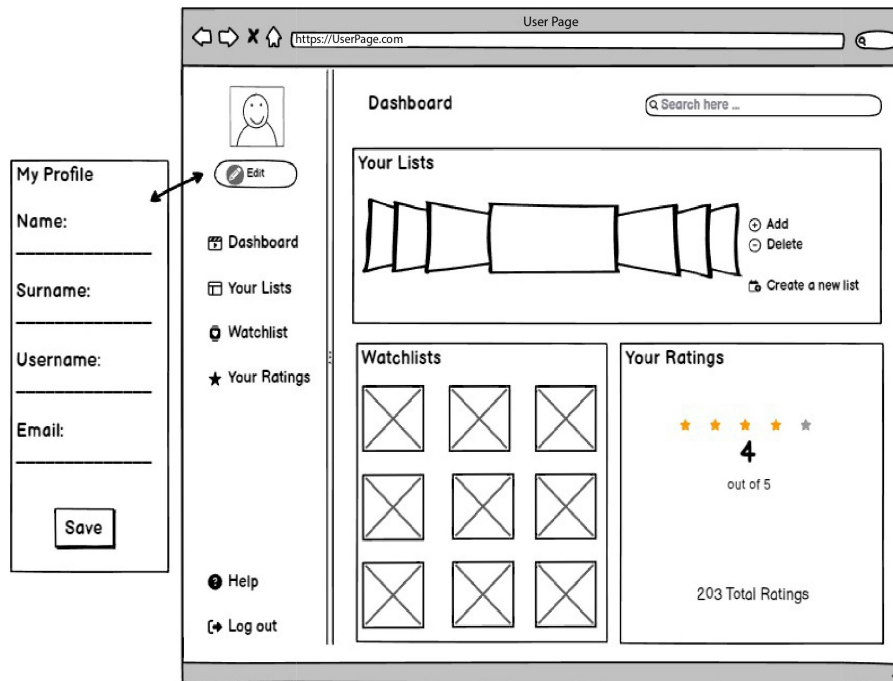 User Page
https://UserPage.com
My Profile
Name:
Surname:
Username:
Email:
Save
Edit
Dashboard
Your Lists
Watchlist
Your Ratings
Help
Log out
Dashboard
Search here ...
Your Lists
Add
Delete
Create a new list
Watchlists
Your Ratings
4
out of 5
203 Total Ratings